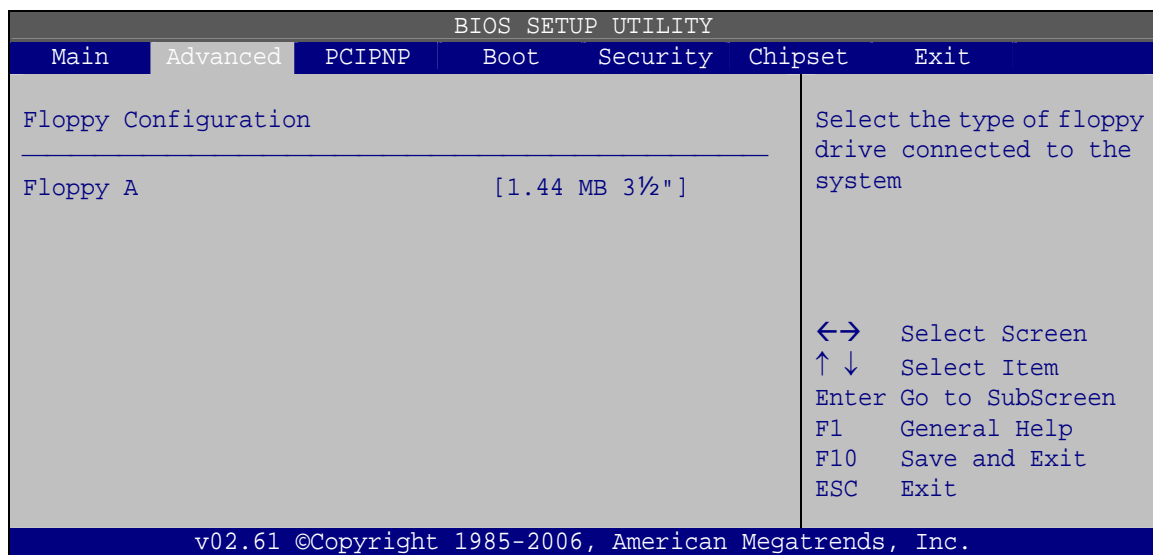 BIOS SETUP UTILITY
Main Advanced PCIPNP Boot Security Chipset Exit
Floppy Configuration
Floppy A [1.44 MB 3½"]
Select the type of floppy
drive connected to the
system
←→ Select Screen
↑ ↓ Select Item
Enter Go to SubScreen
F1 General Help
F10 Save and Exit
ESC Exit
v02.61 ©Copyright 1985-2006, American Megatrends, Inc.